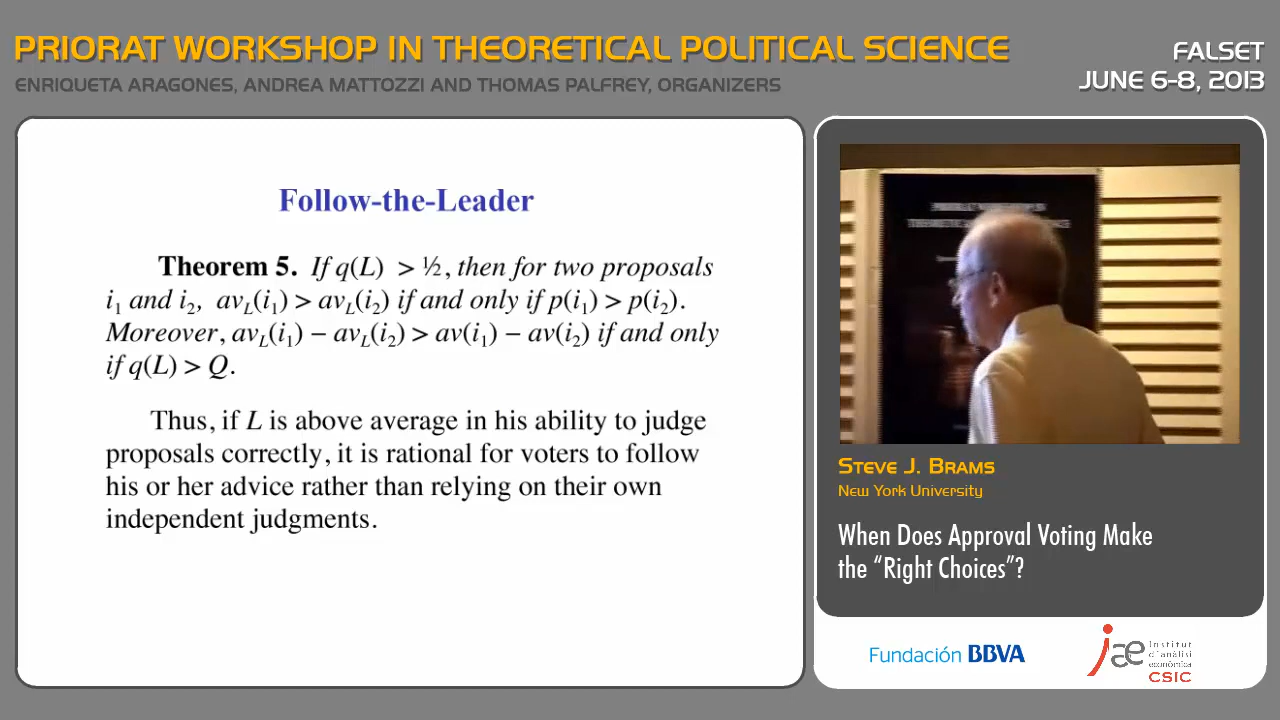 PRIORAT WORKSHOP IN THEORETICAL POLITICAL SCIENCE
ENRIQUETA ARAGONES, ANDREA MATTOZZI AND THOMAS PALFREY, ORGANIZERS
FALSET
JUNE 6-8, 2013
Follow-the-Leader
Theorem 5. If q(L) > ½, then for two proposals
i₁ and i₂, av_L(i₁) > av_L(i₂) if and only if p(i₁) > p(i₂).
Moreover, av_L(i₁) − av_L(i₂) > av(i₁) − av(i₂) if and only
if q(L) > Q.
Thus, if L is above average in his ability to judge
proposals correctly, it is rational for voters to follow
his or her advice rather than relying on their own
independent judgments.
STEVE J. BRAMS
New York University
When Does Approval Voting Make
the “Right Choices”?
Fundación BBVA
iae
Institut
d'anàlisi
econòmica
CSIC